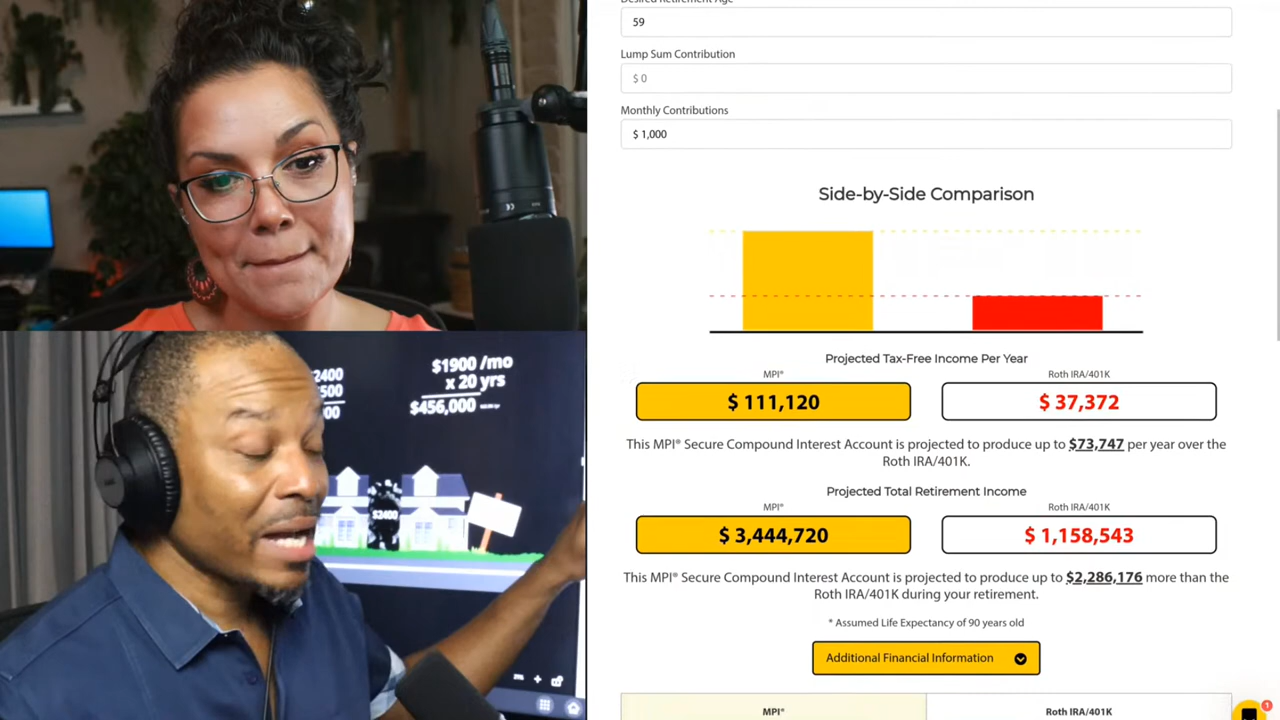 Desired Retirement Age
59
Lump Sum Contribution
$ 0
Monthly Contributions
$ 1,000
Side-by-Side Comparison
Projected Tax-Free Income Per Year
MPI®
Roth IRA/401K
$ 111,120
$ 37,372
This MPI® Secure Compound Interest Account is projected to produce up to $73,747 per year over the
Roth IRA/401K.
Projected Total Retirement Income
MPI®
Roth IRA/401K
$ 3,444,720
$ 1,158,543
This MPI® Secure Compound Interest Account is projected to produce up to $2,286,176 more than the
Roth IRA/401K during your retirement.
* Assumed Life Expectancy of 90 years old
Additional Financial Information
MPI®
Roth IRA/401K
1
$1900 /mo
x 20 yrs
$456,000
$2400